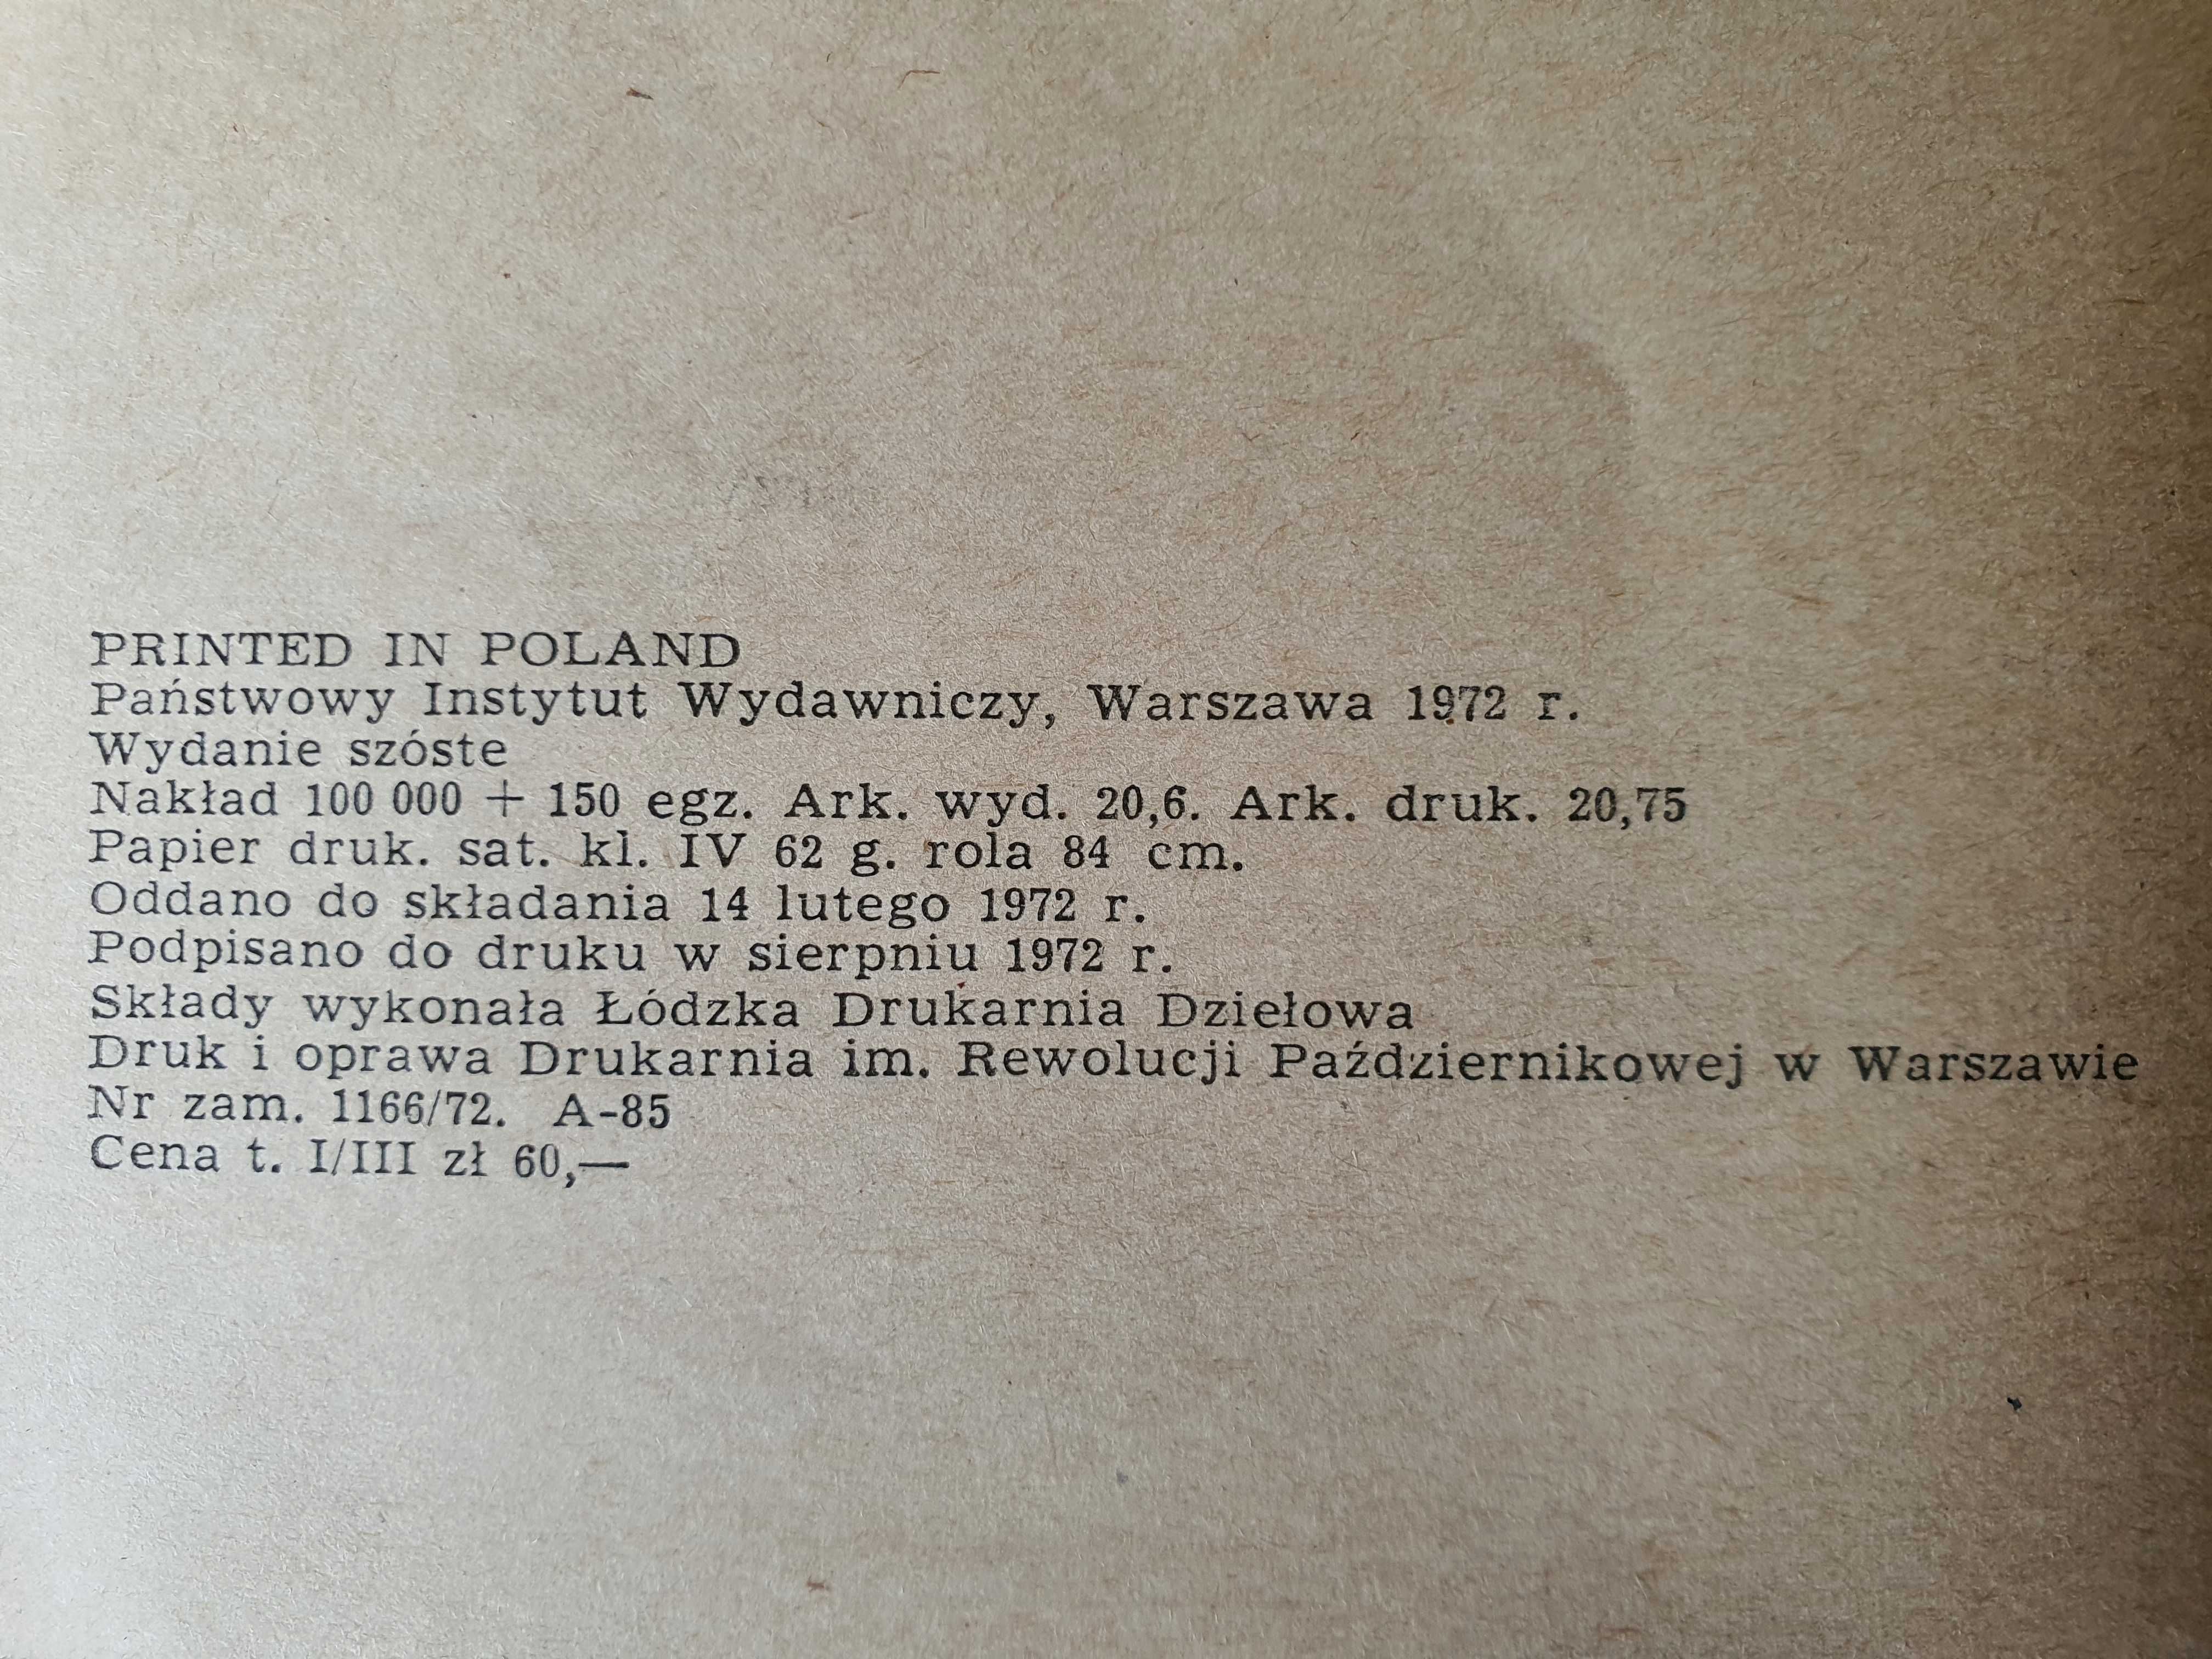 PRINTED IN POLAND
Państwowy Instytut Wydawniczy, Warszawa 1972 r.
Wydanie szóste
Nakład 100 000 + 150 egz. Ark. wyd. 20,6. Ark. druk. 20,75
Papier druk. sat. kl. IV 62 g. rola 84 cm.
Oddano do składania 14 lutego 1972 r.
Podpisano do druku w sierpniu 1972 r.
Składy wykonała Łódzka Drukarnia Dziełowa
Druk i oprawa Drukarnia im. Rewolucji Październikowej w Warszawie
Nr zam. 1166/72. A-85
Cena t. I/III zł 60,—